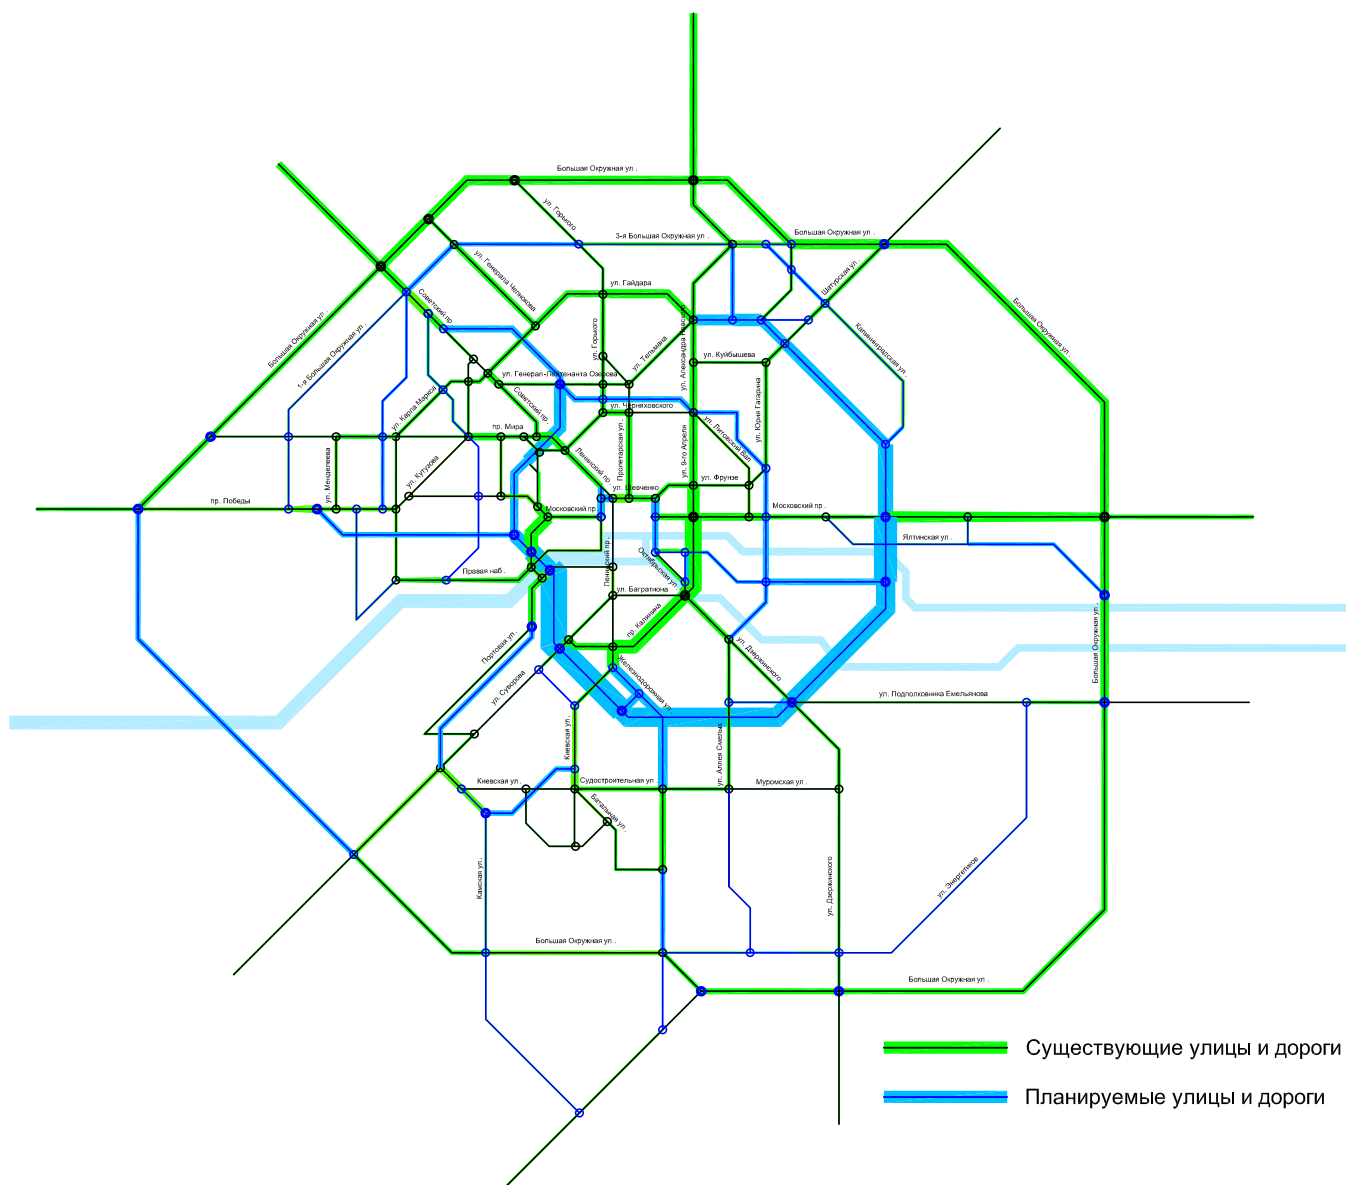 Большая Окружная ул .
ул. Горького
3-я Большая Окружная ул .
Большая Окружная ул .
ул. Генерала Челнокова
Шатурская ул .
ул. Гайдара
Советский пр .
Большая Окружная ул .
Большая Окружная ул .
1-я Большая Окружная ул .
Калининградская ул .
ул. Горького
ул. Тельмана
ул. Александра Невского
ул. Куйбышева
ул. Генерал-Лейтенанта Озерова
ул. Карла Маркса
Советский пр .
ул. Черняховского
ул. Юрия Гагарина
пр. Мира
ул. Литовский Вал
ул. 9-го Апреля
Пролетарская ул .
Ленинский пр .
ул. Менделеева
ул. Кутузова
ул. Фрунзе
ул. Шевченко
пр. Победы
Московский пр .
Московский пр .
Ялтинская ул .
Ленинский пр .
Октябрьская ул .
Правая наб .
ул. Багратиона
пр. Калинина
Большая Окружная ул .
Портовая ул .
ул. Дзержинского
Железнодорожная ул .
ул. Суворова
ул. Подполковника Емельянова
Киевская ул .
ул. Аллея Смелых
Киевская ул .
Судостроительная ул .
Муромская ул .
Батальная ул .
Камская ул .
ул. Дзержинского
ул. Энергетиков
Большая Окружная ул .
Большая Окружная ул .
Существующие улицы и дороги
Планируемые улицы и дороги